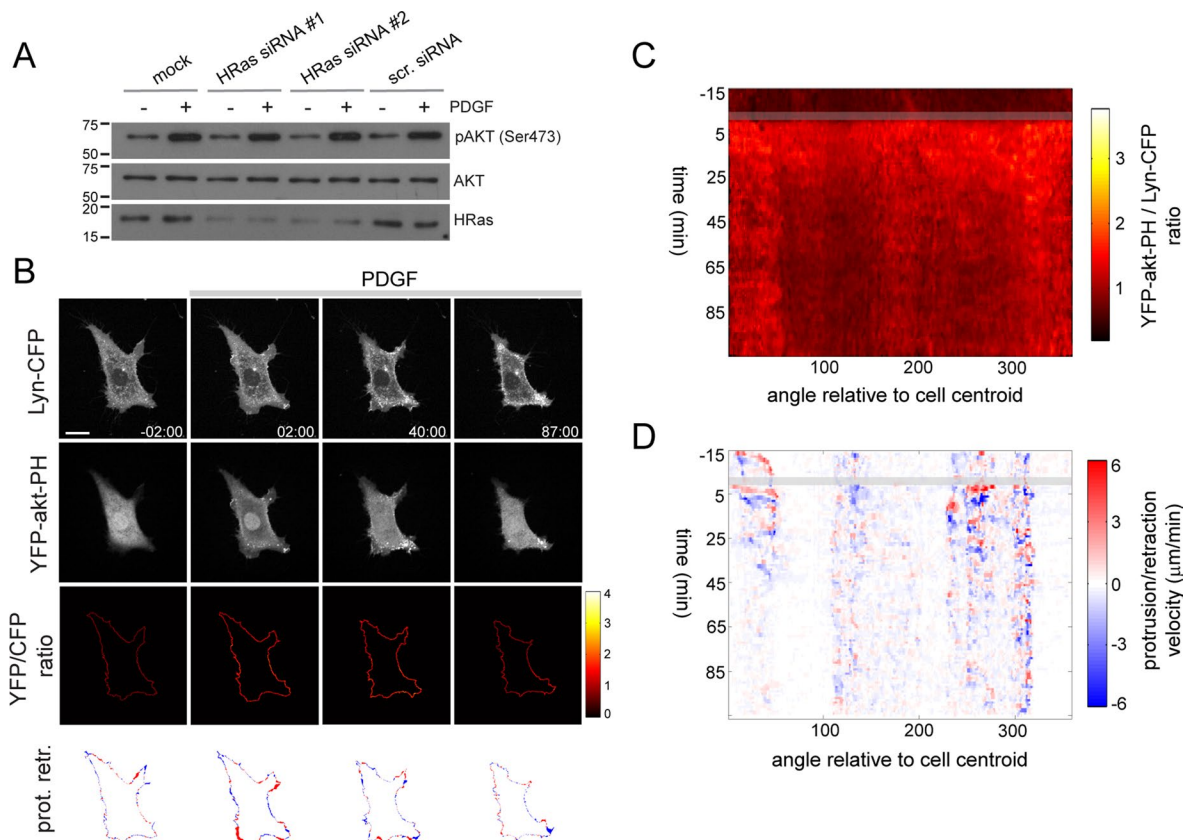 A
mock
HRas siRNA #1
HRas siRNA #2
scr. siRNA
- + - + - + - + PDGF
75
50
pAKT (Ser473)
75
50
AKT
20
15
HRas
B
PDGF
Lyn-CFP
-02:00
02:00
40:00
87:00
YFP-akt-PH
YFP/CFP
ratio
4
3
2
1
0
prot. retr.
C
-15
5
25
45
65
85
time (min)
100 200 300
angle relative to cell centroid
3
2
1
YFP-akt-PH / Lyn-CFP
ratio
D
-15
5
25
45
65
85
time (min)
100 200 300
angle relative to cell centroid
6
3
0
-3
-6
protrusion/retraction
velocity (μm/min)